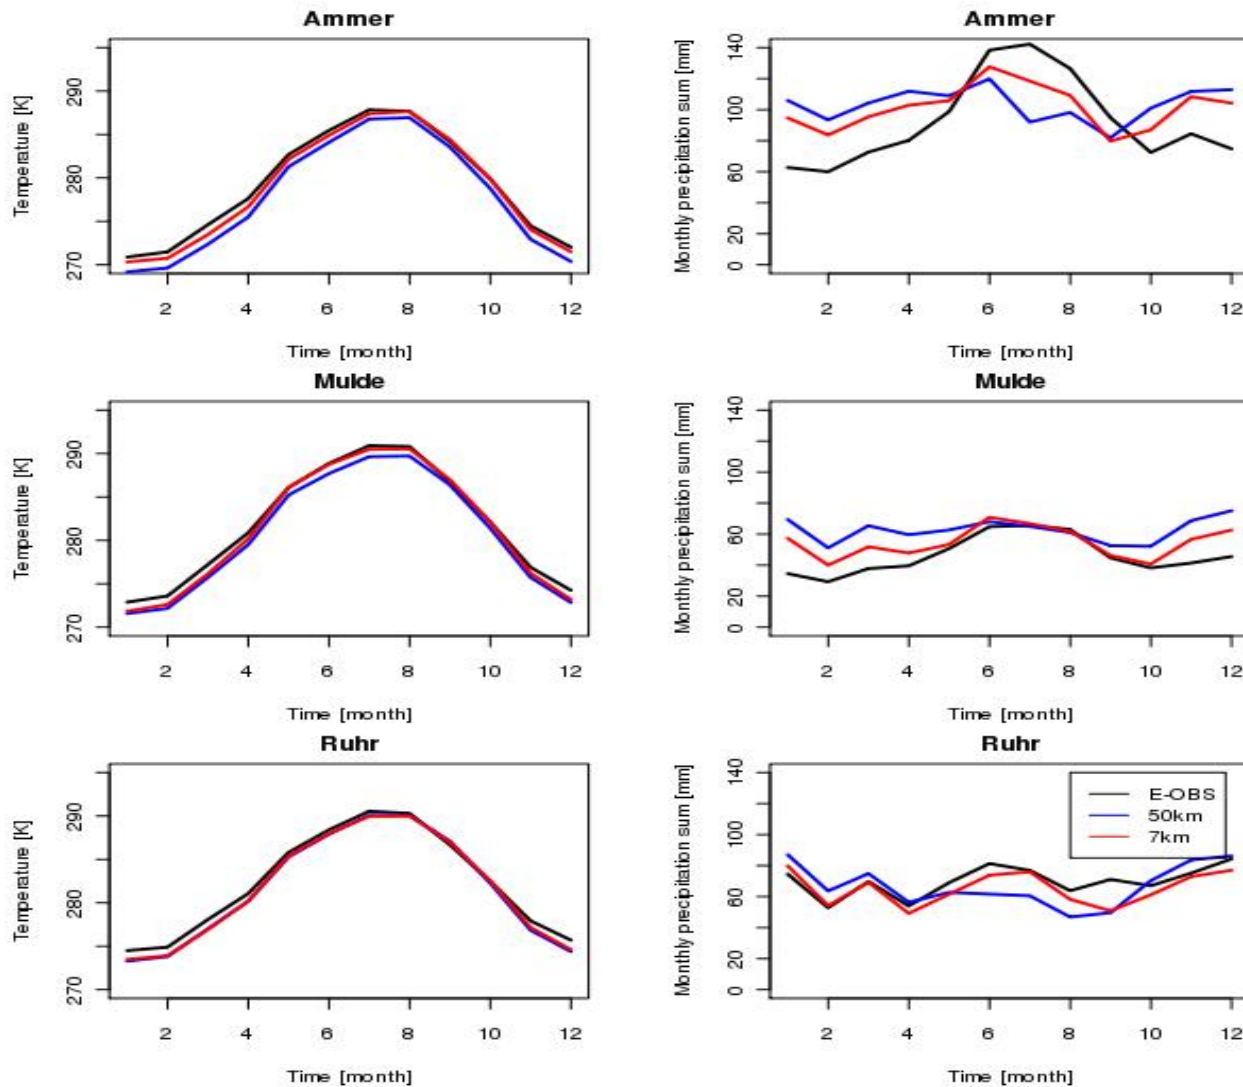 Ammer
Temperature [K]
290
280
270
2 4 6 8 10 12
Time [month]
Ammer
Monthly precipitation sum [mm]
140
100
60
20
0
2 4 6 8 10 12
Time [month]
Mulde
Temperature [K]
290
280
270
2 4 6 8 10 12
Time [month]
Mulde
Monthly precipitation sum [mm]
140
100
60
20
0
2 4 6 8 10 12
Time [month]
Ruhr
Temperature [K]
290
280
270
2 4 6 8 10 12
Time [month]
Ruhr
Monthly precipitation sum [mm]
140
100
60
20
0
E-OBS
50km
7km
2 4 6 8 10 12
Time [month]